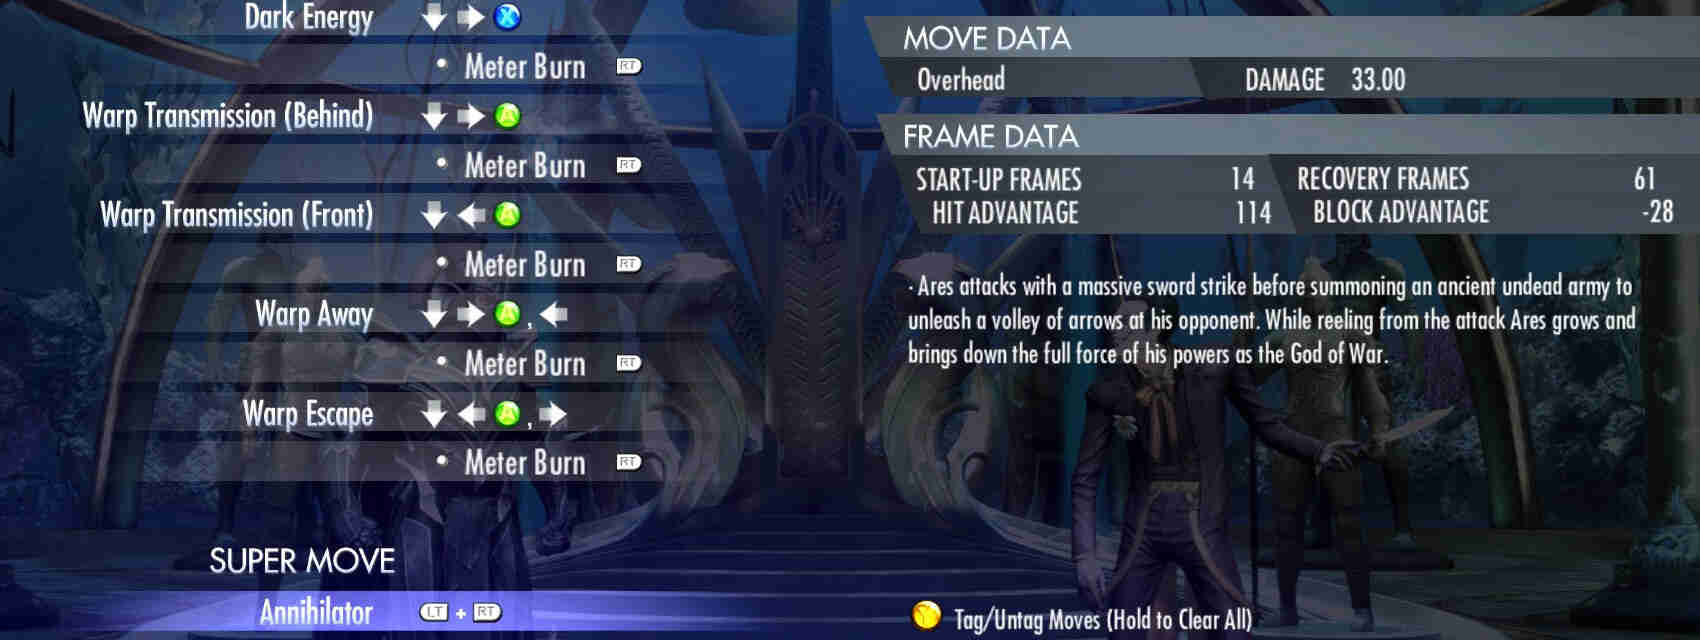 Dark Energy X
• Meter Burn RT
Warp Transmission (Behind) A
• Meter Burn RT
Warp Transmission (Front) A
• Meter Burn RT
Warp Away A ,
• Meter Burn RT
Warp Escape A ,
• Meter Burn RT
SUPER MOVE
Annihilator LT + RT
MOVE DATA
Overhead DAMAGE 33.00
FRAME DATA
START-UP FRAMES 14 RECOVERY FRAMES 61
HIT ADVANTAGE 114 BLOCK ADVANTAGE -28
· Ares attacks with a massive sword strike before summoning an ancient undead army to
unleash a volley of arrows at his opponent. While reeling from the attack Ares grows and
brings down the full force of his powers as the God of War.
Y Tag/Untag Moves (Hold to Clear All)